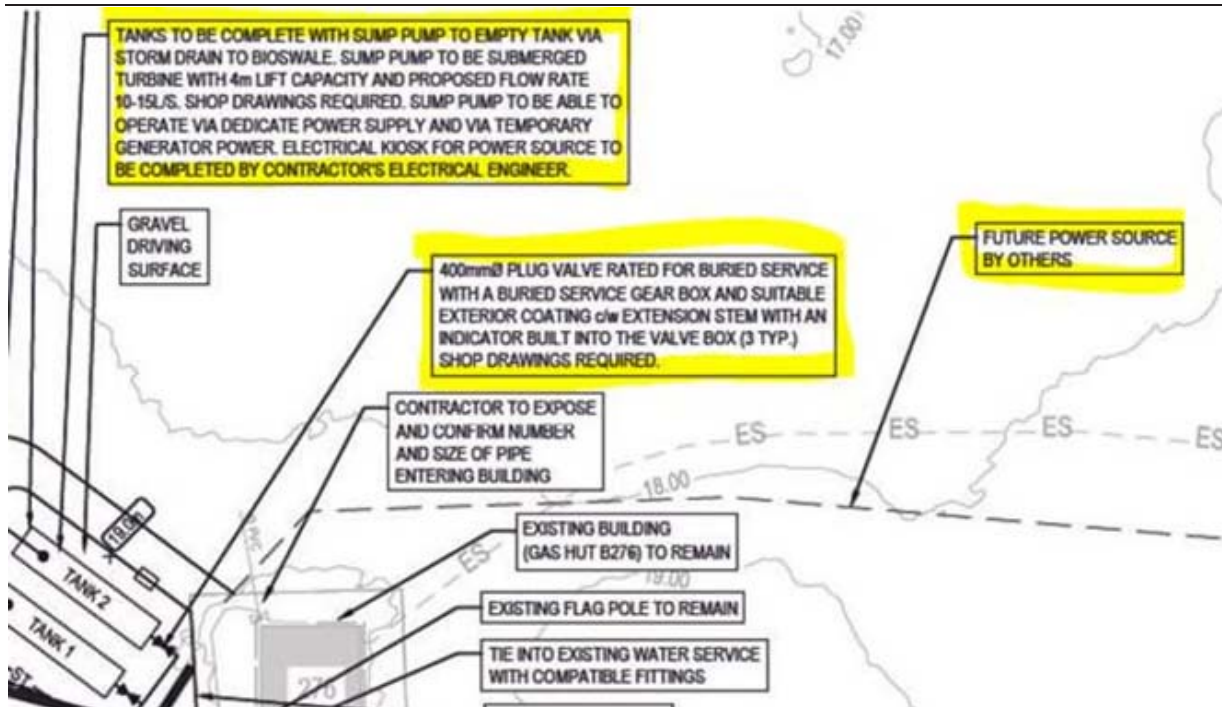 TANKS TO BE COMPLETE WITH SUMP PUMP TO EMPTY TANK VIA
STORM DRAIN TO BIOSWALE. SUMP PUMP TO BE SUBMERGED
TURBINE WITH 4m LIFT CAPACITY AND PROPOSED FLOW RATE
10-15L/S. SHOP DRAWINGS REQUIRED. SUMP PUMP TO BE ABLE TO
OPERATE VIA DEDICATE POWER SUPPLY AND VIA TEMPORARY
GENERATOR POWER. ELECTRICAL KIOSK FOR POWER SOURCE TO
BE COMPLETED BY CONTRACTOR'S ELECTRICAL ENGINEER.
17.00
GRAVEL
DRIVING
SURFACE
FUTURE POWER SOURCE
BY OTHERS
400mmØ PLUG VALVE RATED FOR BURIED SERVICE
WITH A BURIED SERVICE GEAR BOX AND SUITABLE
EXTERIOR COATING c/w EXTENSION STEM WITH AN
INDICATOR BUILT INTO THE VALVE BOX (3 TYP.)
SHOP DRAWINGS REQUIRED.
CONTRACTOR TO EXPOSE
AND CONFIRM NUMBER
AND SIZE OF PIPE
ENTERING BUILDING
ES
ES
ES
ES
18.00
PVC
EXISTING BUILDING
(GAS HUT B276) TO REMAIN
ES
19.00
TANK 2
EXISTING FLAG POLE TO REMAIN
TANK 1
TIE INTO EXISTING WATER SERVICE
WITH COMPATIBLE FITTINGS
ST
276